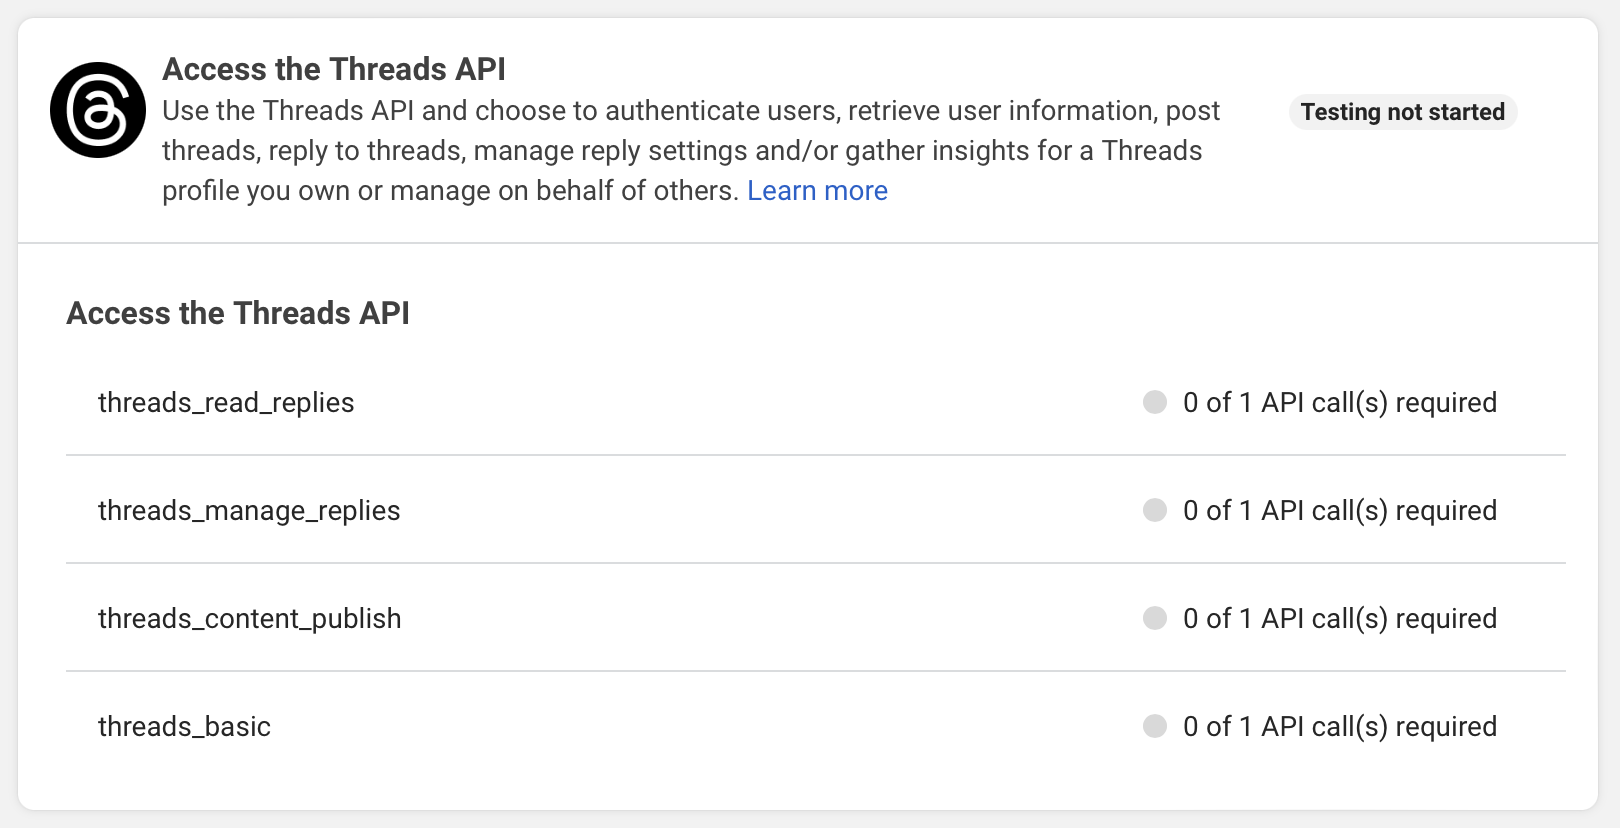 Access the Threads API
Use the Threads API and choose to authenticate users, retrieve user information, post
threads, reply to threads, manage reply settings and/or gather insights for a Threads
profile you own or manage on behalf of others. Learn more
Testing not started
Access the Threads API
threads_read_replies
0 of 1 API call(s) required
threads_manage_replies
0 of 1 API call(s) required
threads_content_publish
0 of 1 API call(s) required
threads_basic
0 of 1 API call(s) required